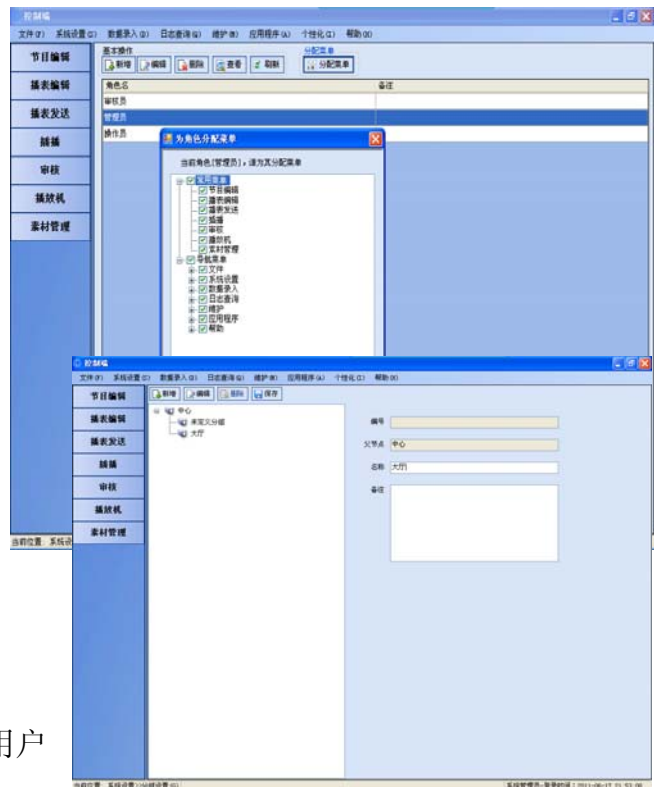 控制端
文件(F) 系统设置(C) 数据录入(D) 日志查询(G) 维护(M) 应用程序(A) 个性化(I) 帮助(H)
节目编辑
播表编辑
播表发送
插播
审核
播放机
素材管理
基本操作
分配菜单
新增 编辑 删除 查看 刷新 分配菜单
角色名 备注
审核员
管理员
操作员
为角色分配菜单
当前角色[管理员],请为其分配菜单
常用菜单
节目编辑
播表编辑
播表发送
插播
审核
播放机
素材管理
导航菜单
文件
系统设置
数据录入
日志查询
维护
应用程序
帮助
当前位置: 系统设
控制端
文件(F) 系统设置(C) 数据录入(D) 日志查询(G) 维护(M) 应用程序(A) 个性化(I) 帮助(H)
节目编辑
播表编辑
播表发送
插播
审核
播放机
素材管理
新增 编辑 删除 保存
中心
未定义分组
大厅
编号
父节点 中心
名称 大厅
备注
用户